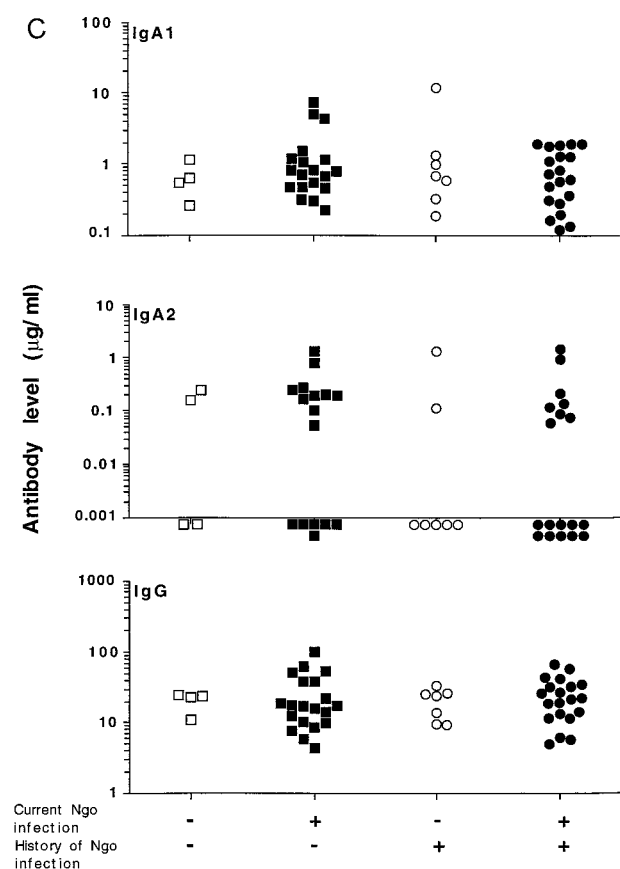 C
IgA1
100
10
1
0.1
IgA2
10
1
0.1
0.01
0.001
Antibody level (µg/ml)
IgG
1000
100
10
1
Current Ngo infection - + - +
History of Ngo infection - - + +